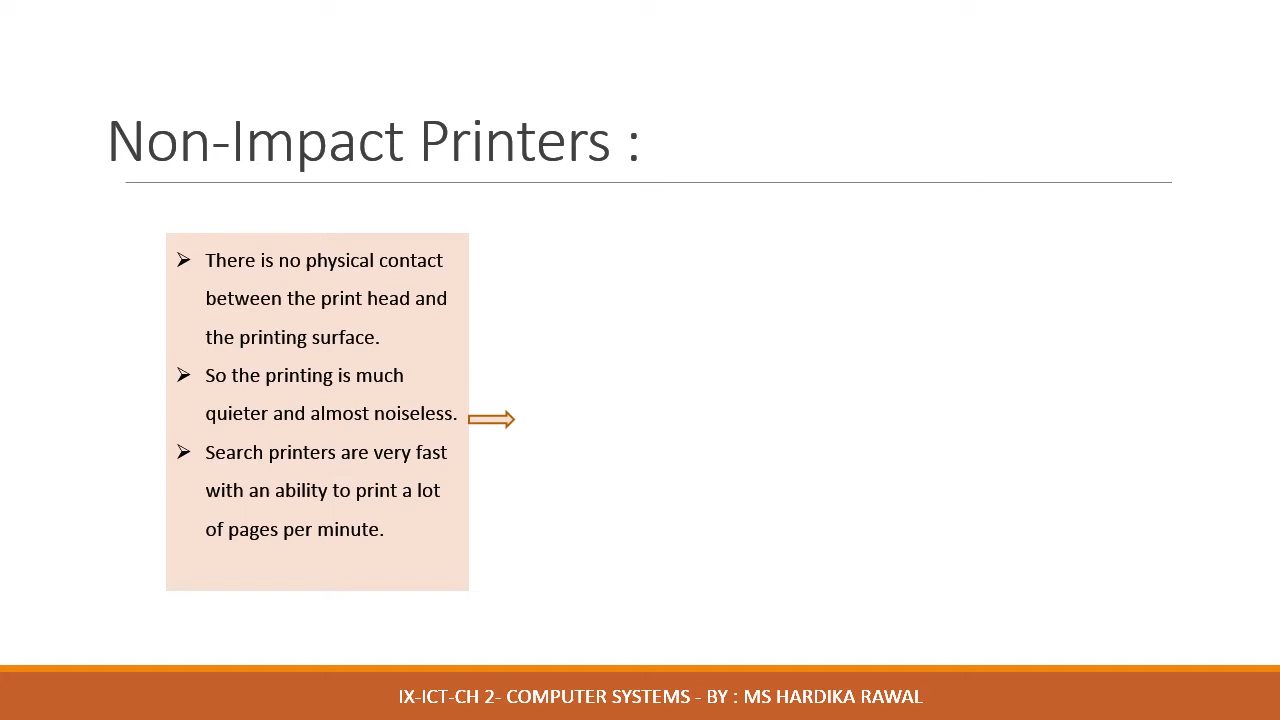 Non-Impact Printers :
➢ There is no physical contact
between the print head and
the printing surface.
➢ So the printing is much
quieter and almost noiseless.
➢ Search printers are very fast
with an ability to print a lot
of pages per minute.
IX-ICT-CH 2- COMPUTER SYSTEMS - BY : MS HARDIKA RAWAL